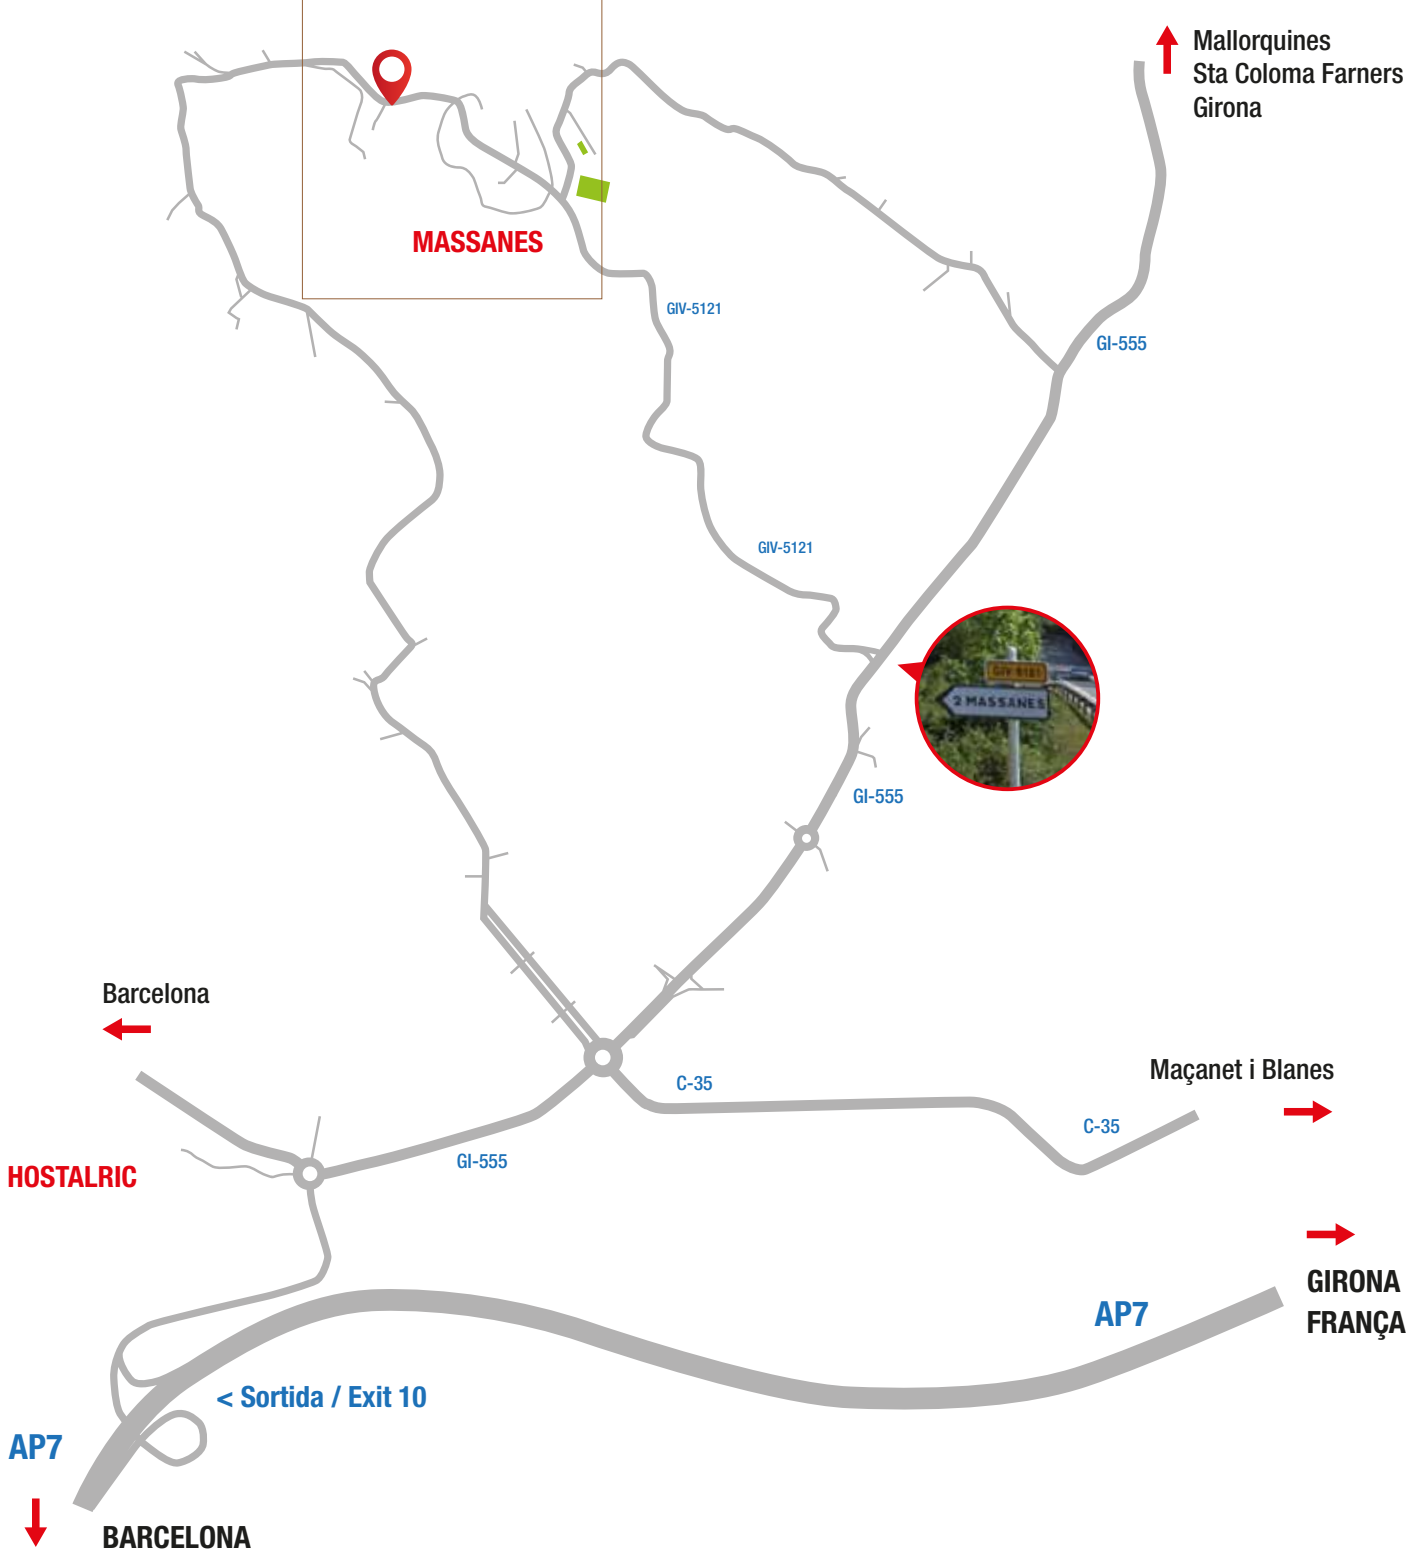 Mallorquines
Sta Coloma Farners
Girona
MASSANES
GIV-5121
GI-555
GIV-5121
2 MASSANES
GI-555
Barcelona
Maçanet i Blanes
C-35
C-35
GI-555
HOSTALRIC
GIRONA
FRANÇA
AP7
< Sortida / Exit 10
AP7
BARCELONA